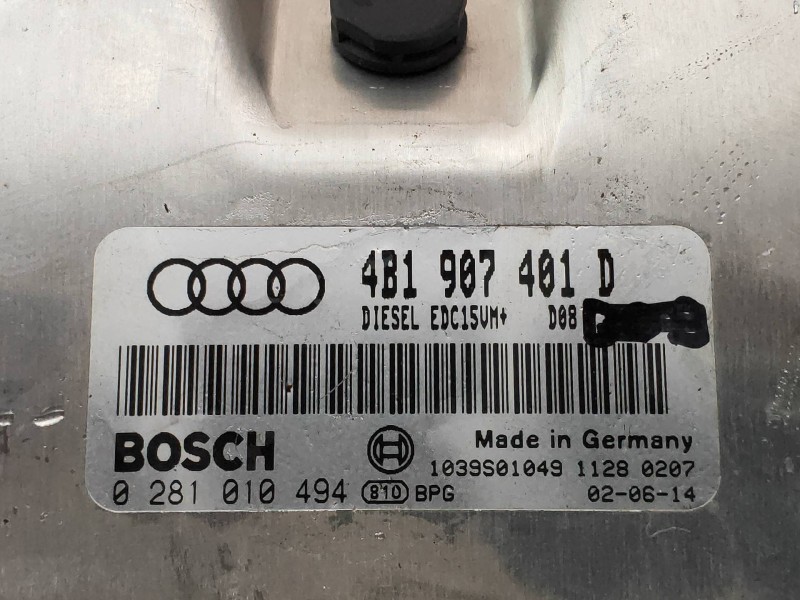 4B1 907 401 D
DIESEL EDC15VM+ D08
BOSCH
Made in Germany
1039S01049 1128 0207
0 281 010 494 810 BPG
02-06-14